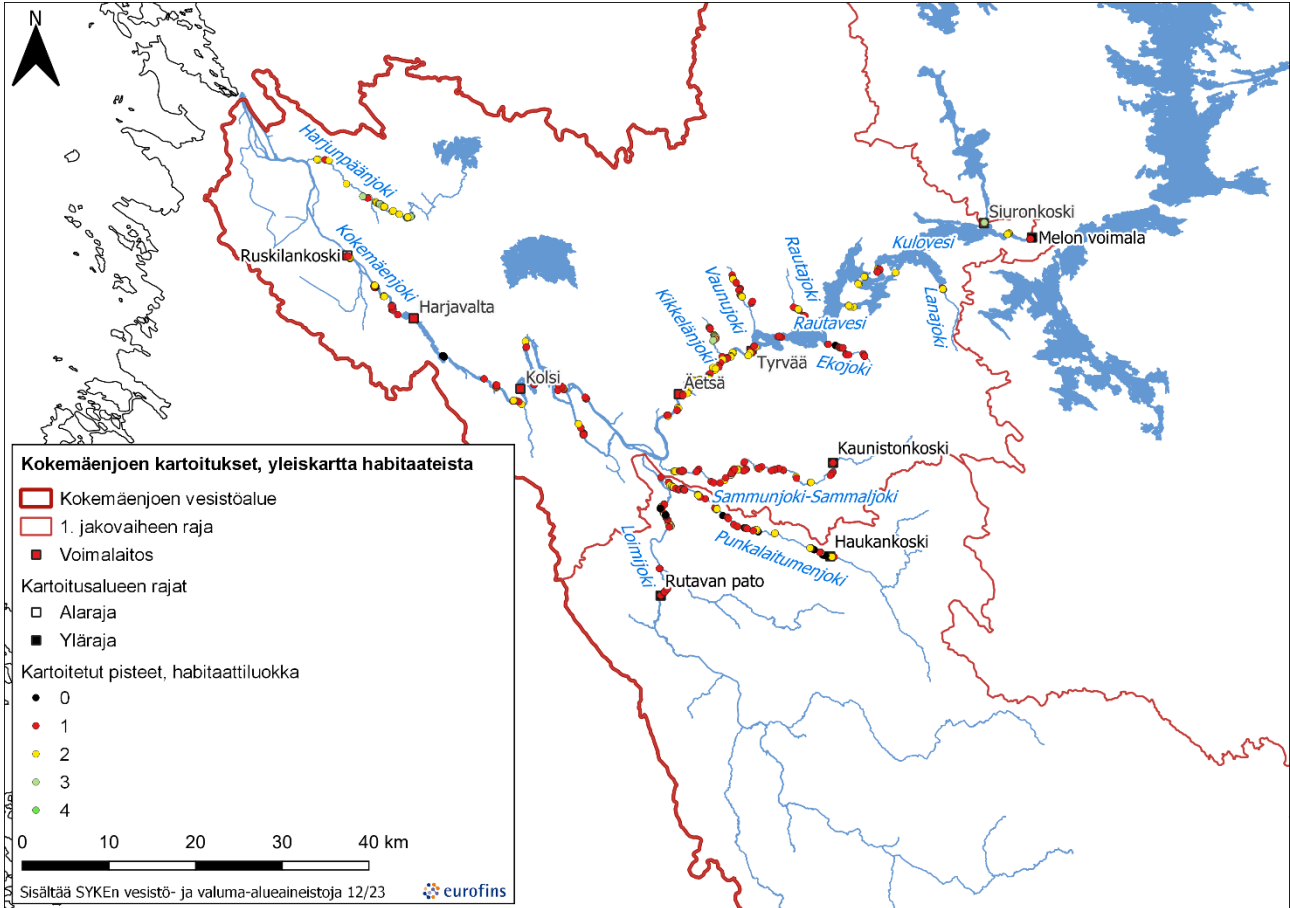 N
Harjunpäänjoki
Siuronkoski
Melon voimala
Kulovesi
Ruskilankoski
Kokemäenjoki
Rautajoki
Vaunujoki
Lanajoki
Harjavalta
Kikkelänjoki
Rautavesi
Tyrvää
Ekojoki
Kolsi
Äetsä
Kaunistonkoski
Sammunjoki-Sammaljoki
Loimijoki
Punkalaitumenjoki
Haukankoski
Rutavan pato
Kokemäenjoen kartoitukset, yleiskartta habitaateista
Kokemäenjoen vesistöalue
1. jakovaiheen raja
Voimalaitos
Kartoitusalueen rajat
Alaraja
Yläraja
Kartoitetut pisteet, habitaattiluokka
0
1
2
3
4
0 10 20 30 40 km
Sisältää SYKEn vesistö- ja valuma-alueaineistoja 12/23
eurofins